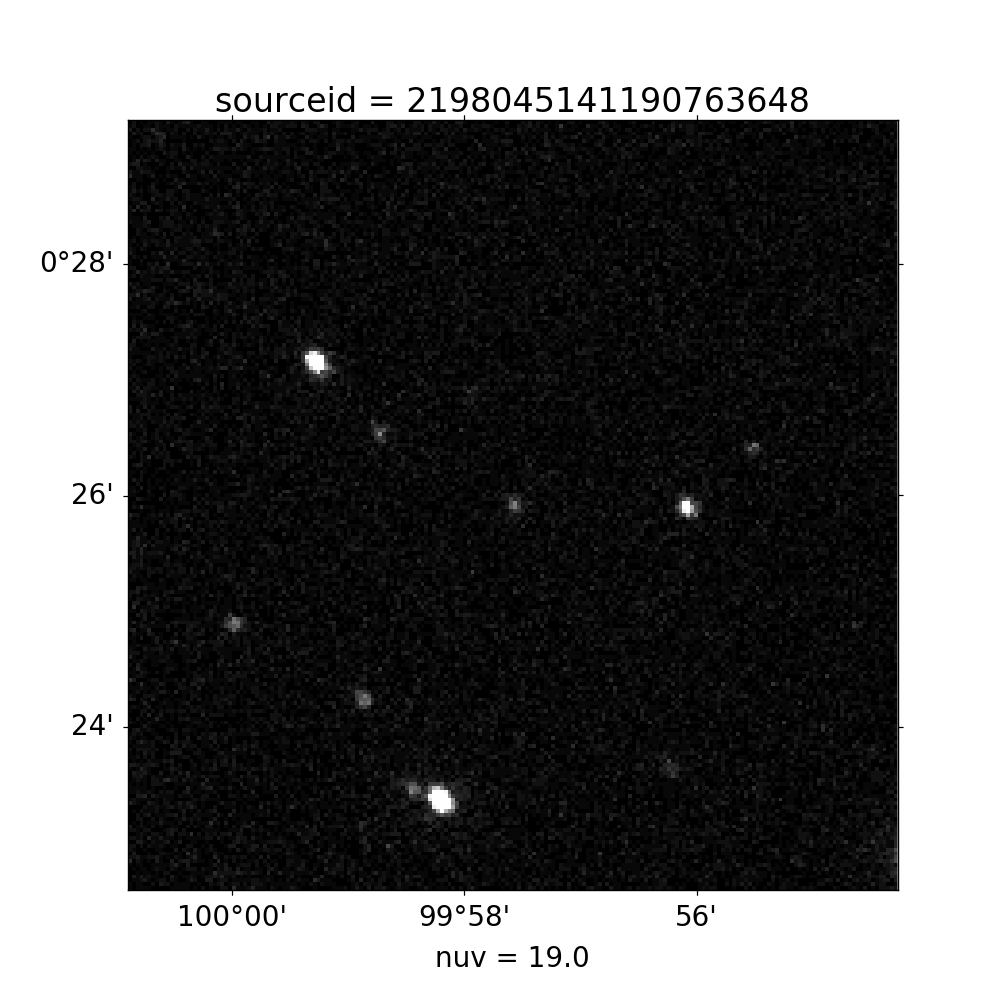 sourceid = 2198045141190763648
0°28'
26'
24'
100°00' 99°58' 56'
nuv = 19.0